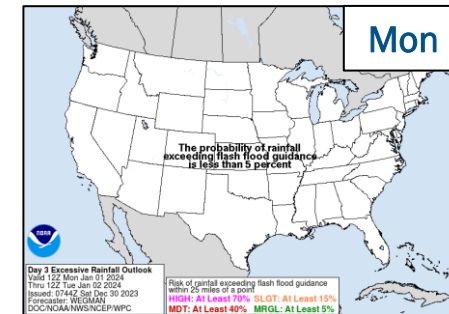 Mon
The probability of rainfall
exceeding flash flood guidance
is less than 5 percent
NOAA
Day 3 Excessive Rainfall Outlook
Valid 12Z Mon Jan 01 2024
Thru 12Z Tue Jan 02 2024
Issued: 0744Z Sat Dec 30 2023
Forecaster: WEGMAN
DOC/NOAA/NWS/NCEP/WPC
Risk of rainfall exceeding flash flood guidance
within 25 miles of a point
HIGH: At Least 70% SLGT: At Least 15%
MDT: At Least 40% MRGL: At Least 5%